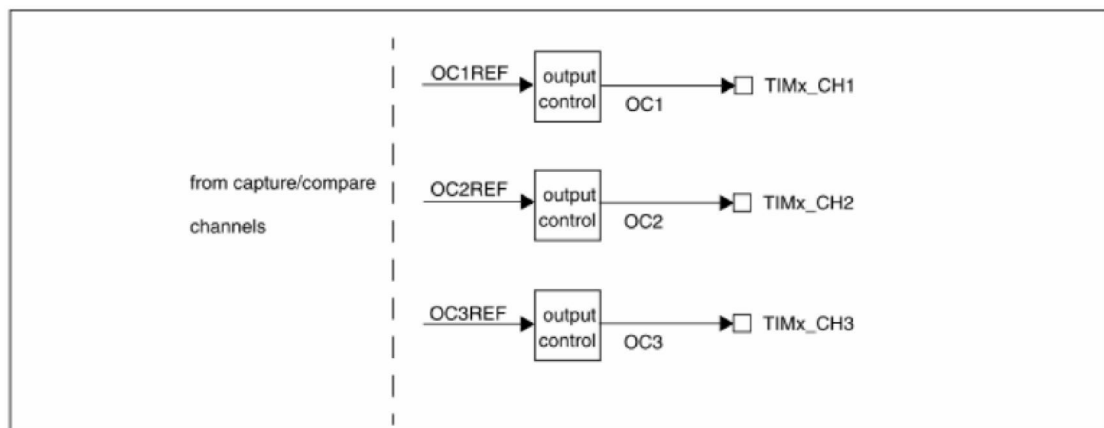 OC1REF
output
control
OC1
TIMx_CH1
from capture/compare
channels
OC2REF
output
control
OC2
TIMx_CH2
OC3REF
output
control
OC3
TIMx_CH3